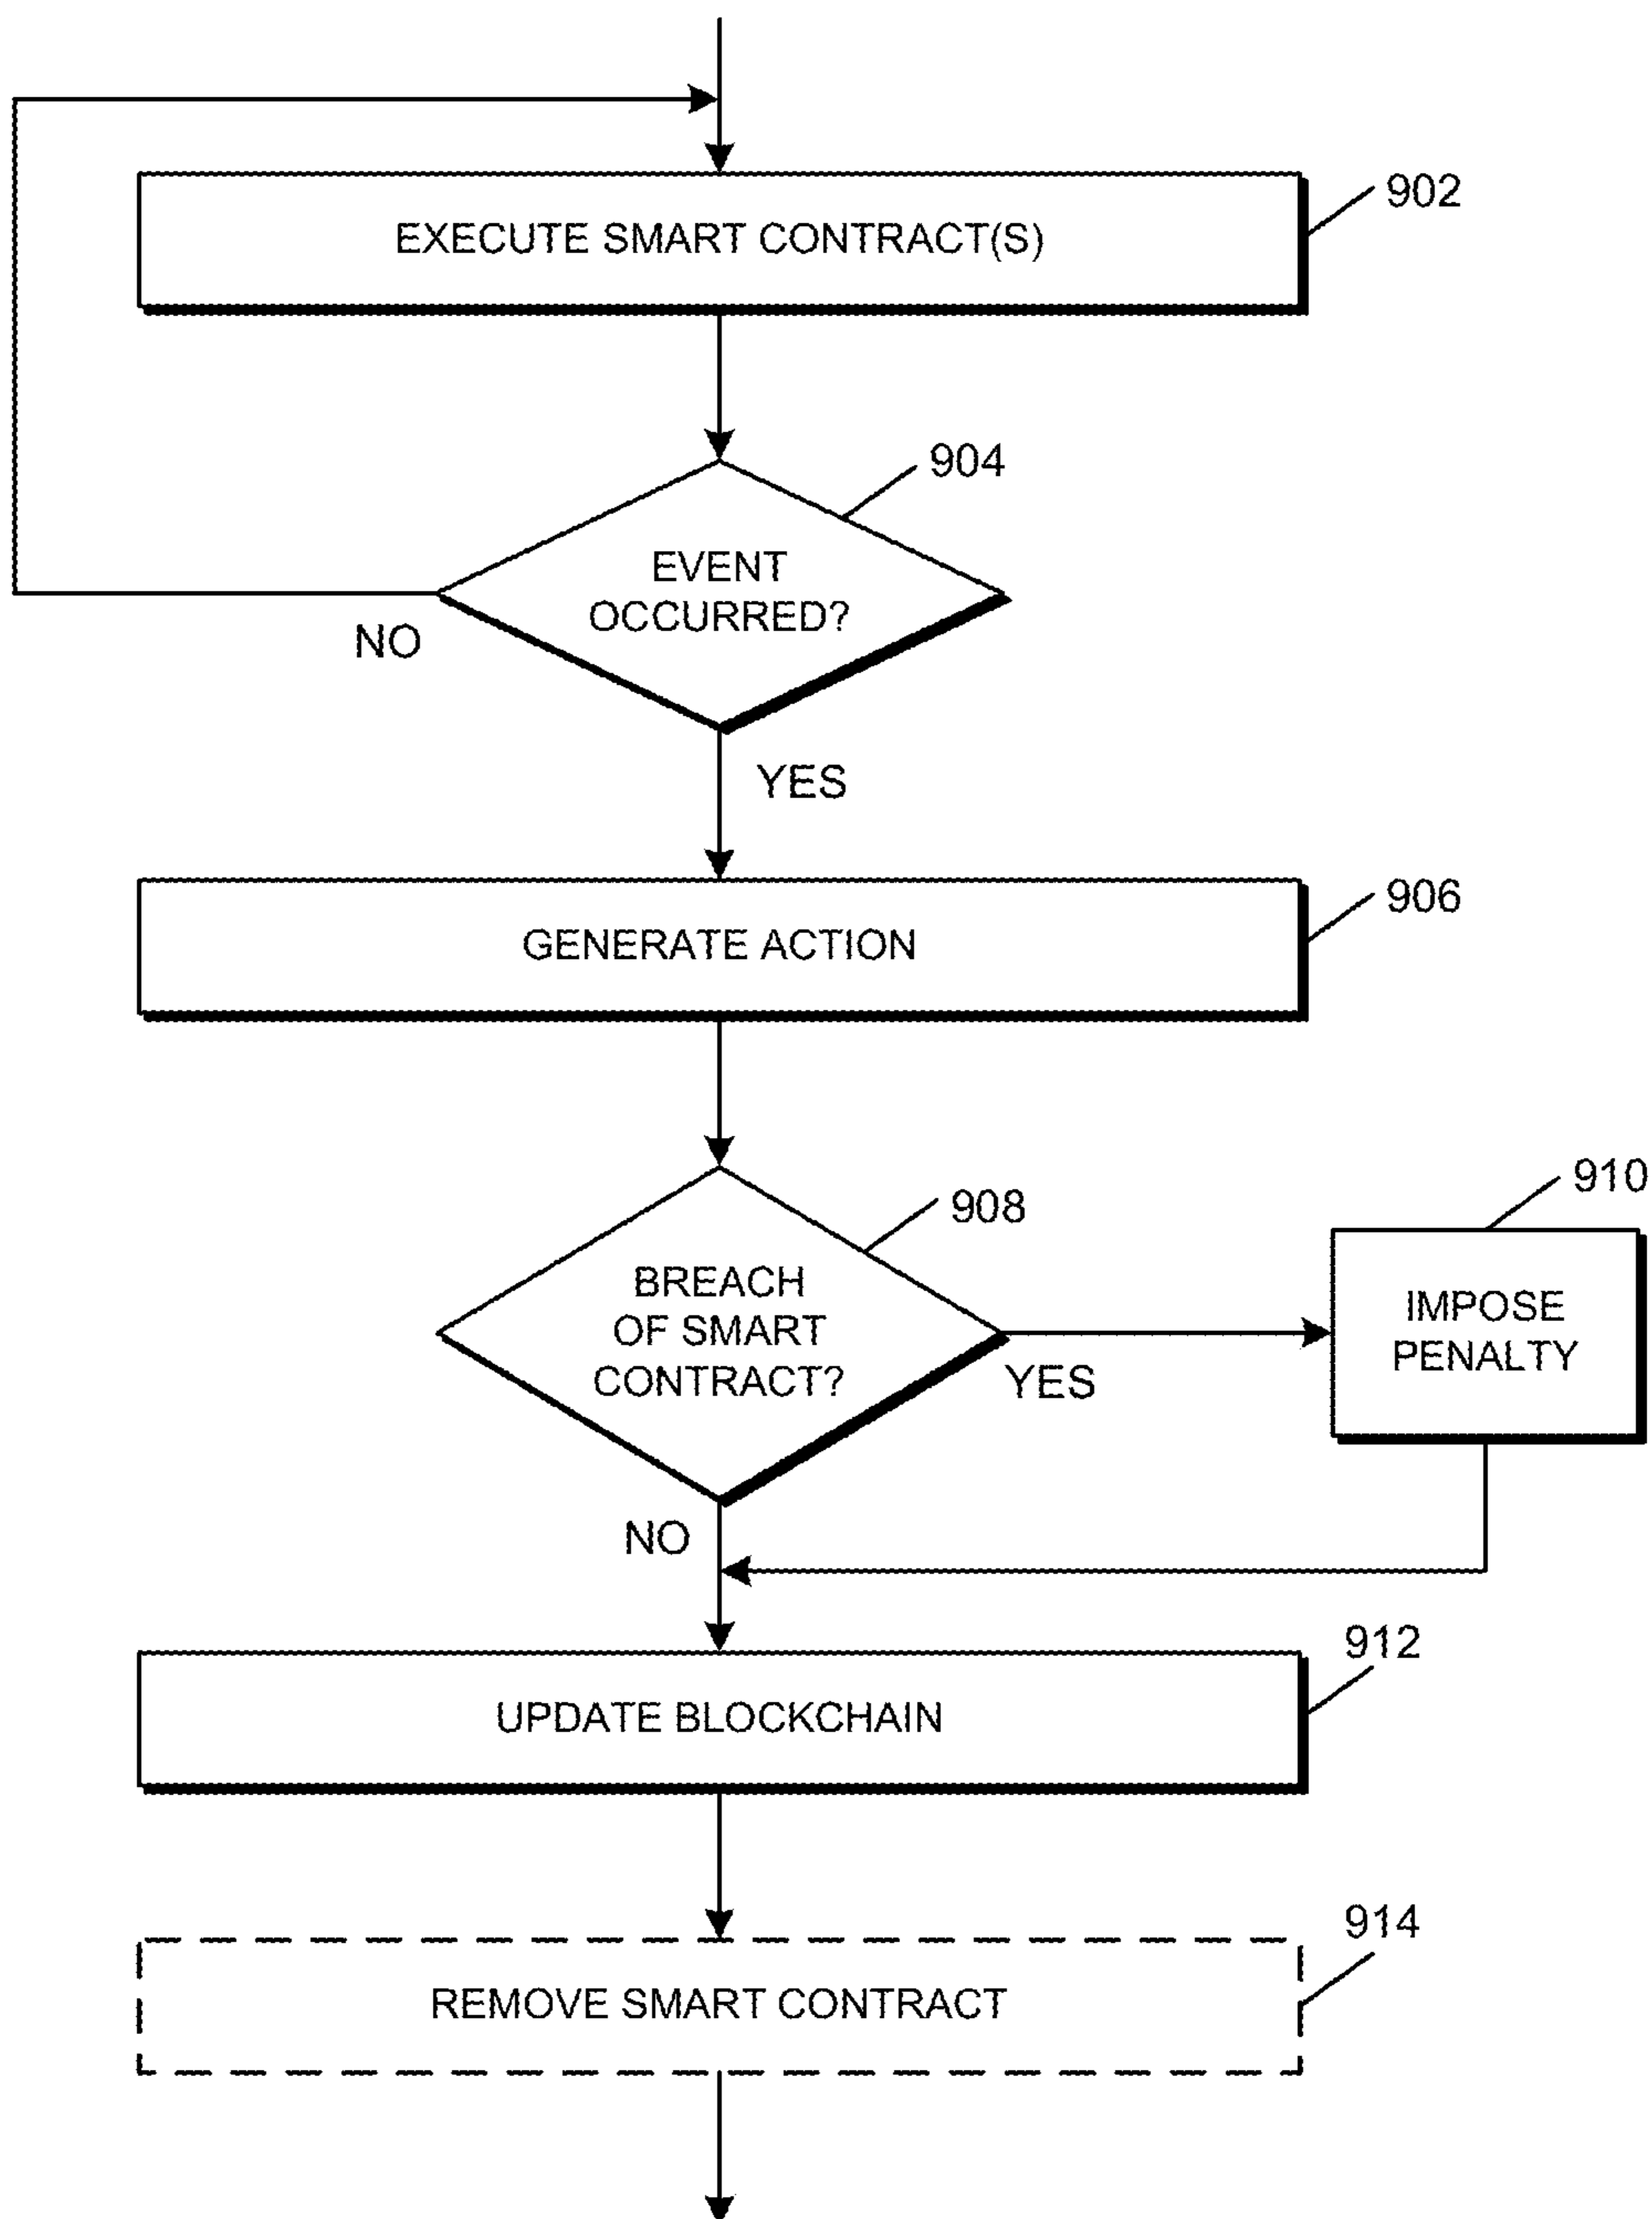 902
EXECUTE SMART CONTRACT(S)
904
EVENT
OCCURRED?
NO
YES
906
GENERATE ACTION
908
910
BREACH
OF SMART
CONTRACT?
YES
IMPOSE
PENALTY
NO
912
UPDATE BLOCKCHAIN
914
REMOVE SMART CONTRACT